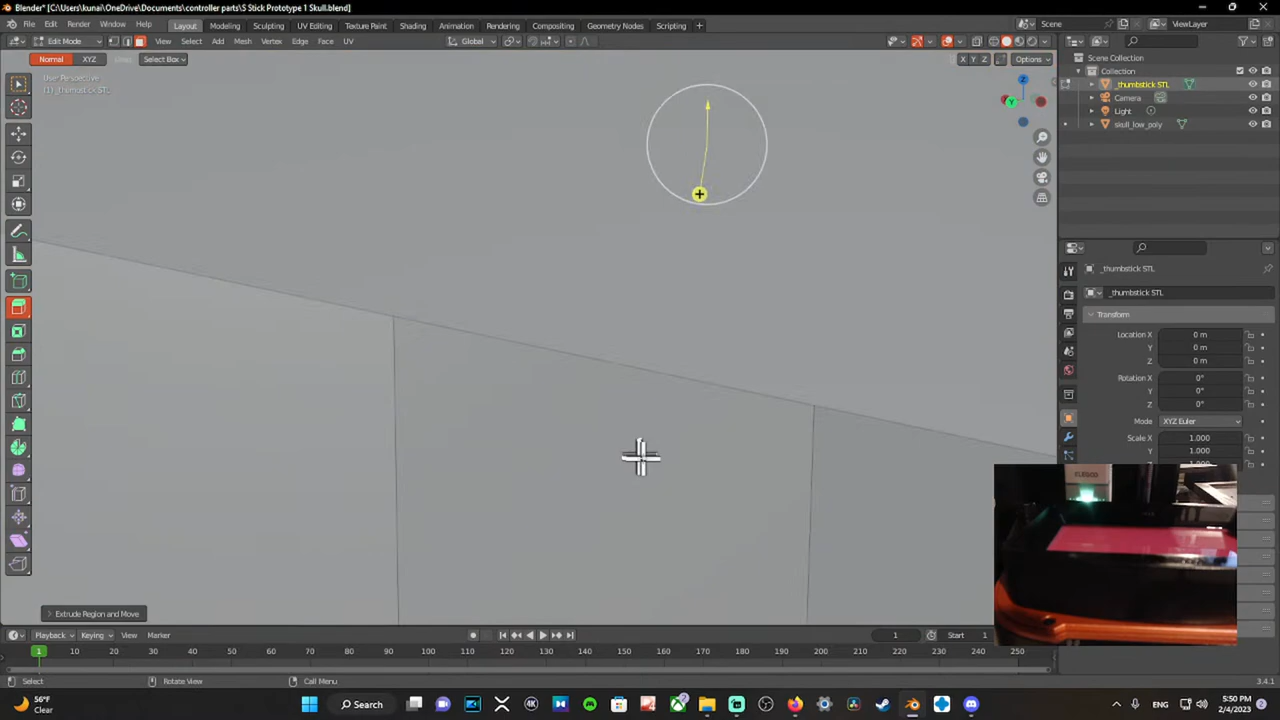 Blender* [C:\Users\kunai\OneDrive\Documents\controller parts\S Stick Prototype 1 Skull.blend]
File Edit Render Window Help Layout Modeling Sculpting UV Editing Texture Paint Shading Animation Rendering Compositing Geometry Nodes Scripting + Scene ViewLayer
Edit Mode View Select Add Mesh Vertex Edge Face UV Global
Normal XYZ Select Box X Y Z Options
Scene Collection
Collection
User Perspective
(1) _thumbstick STL
_thumbstick STL
Camera
Light
skull_low_poly
Z
Y
_thumbstick STL
_thumbstick STL
Transform
Location X 0 m
Y 0 m
Z 0 m
Rotation X 0°
Y 0°
Z 0°
Mode XYZ Euler
Scale X 1.000
Y 1.000
ELEGOO
Extrude Region and Move
Playback Keying View Marker 1 Start 1
1 10 20 30 40 50 60 70 80 90 100 110 120 130 140 150 160 170 180 190 200 210 220 230 240 250
Select Rotate View Call Menu 3.4.1
56°F
Clear
Search
4K
2
ENG
5:50 PM
2/4/2023